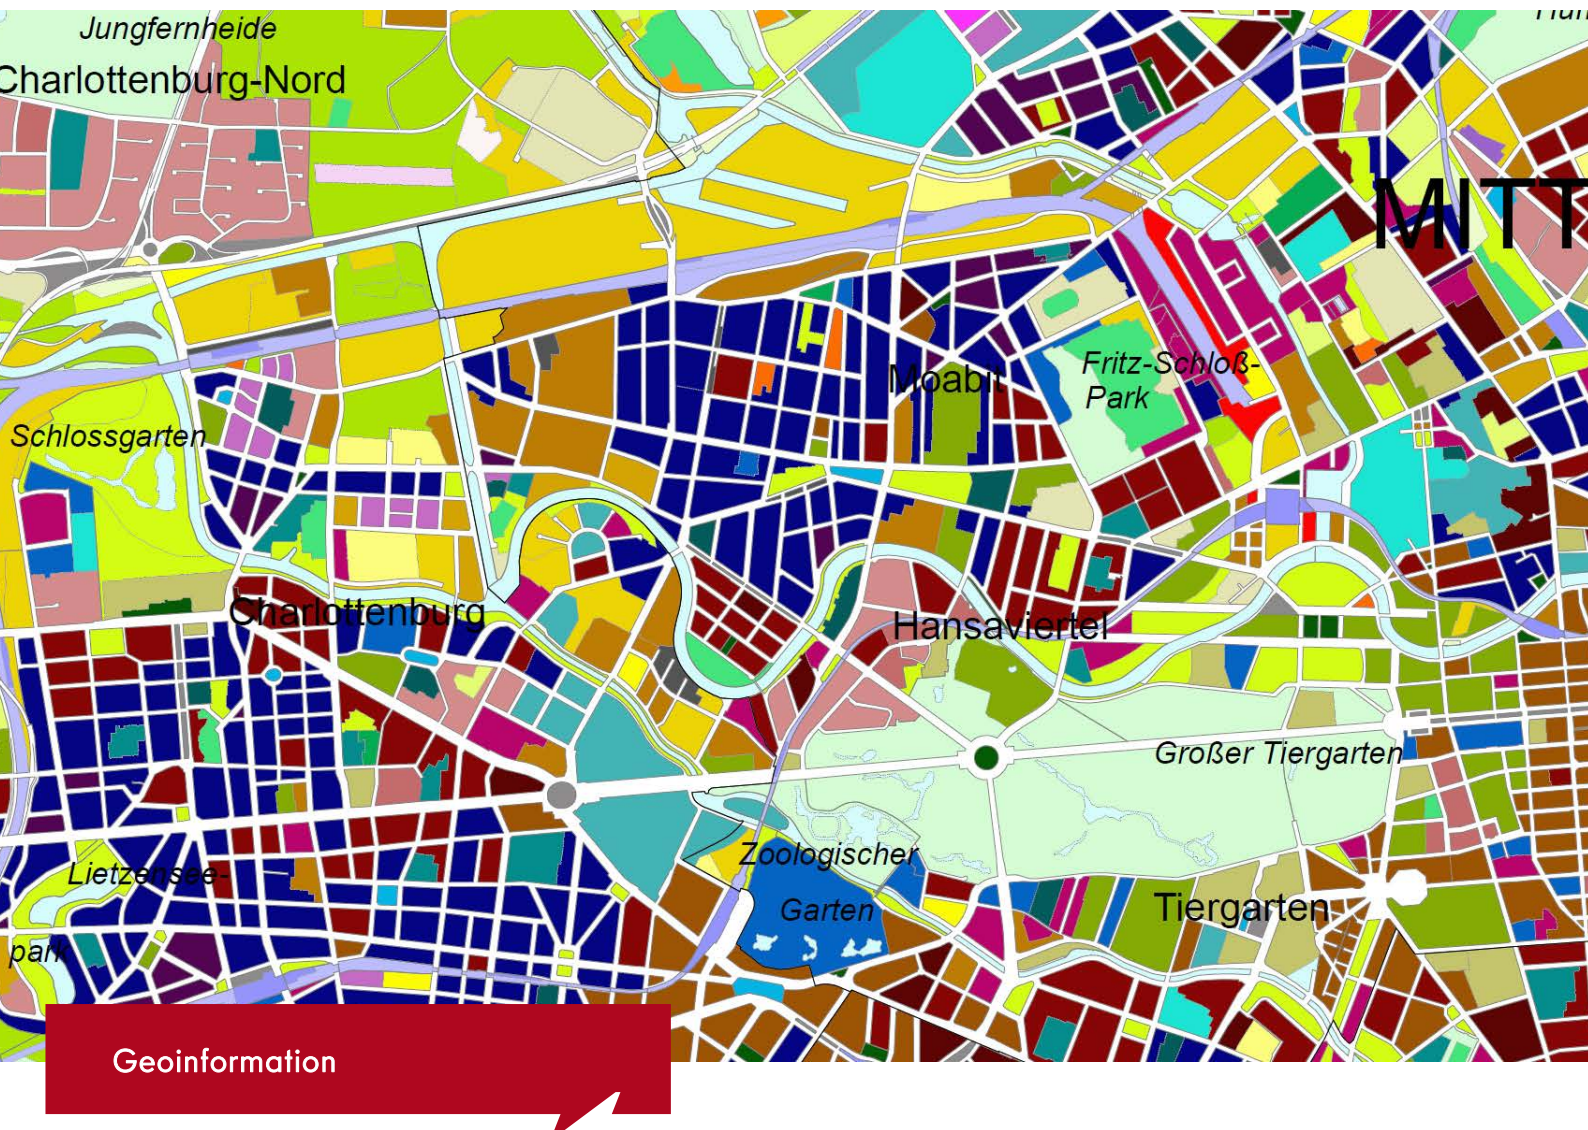 Jungfernheide
Charlottenburg-Nord
MITT
Fritz-Schloß-
Park
Moabit
Schlossgarten
Charlottenburg
Hansaviertel
Großer Tiergarten
Zoologischer
Garten
Lietzensee-
park
Tiergarten
Geoinformation